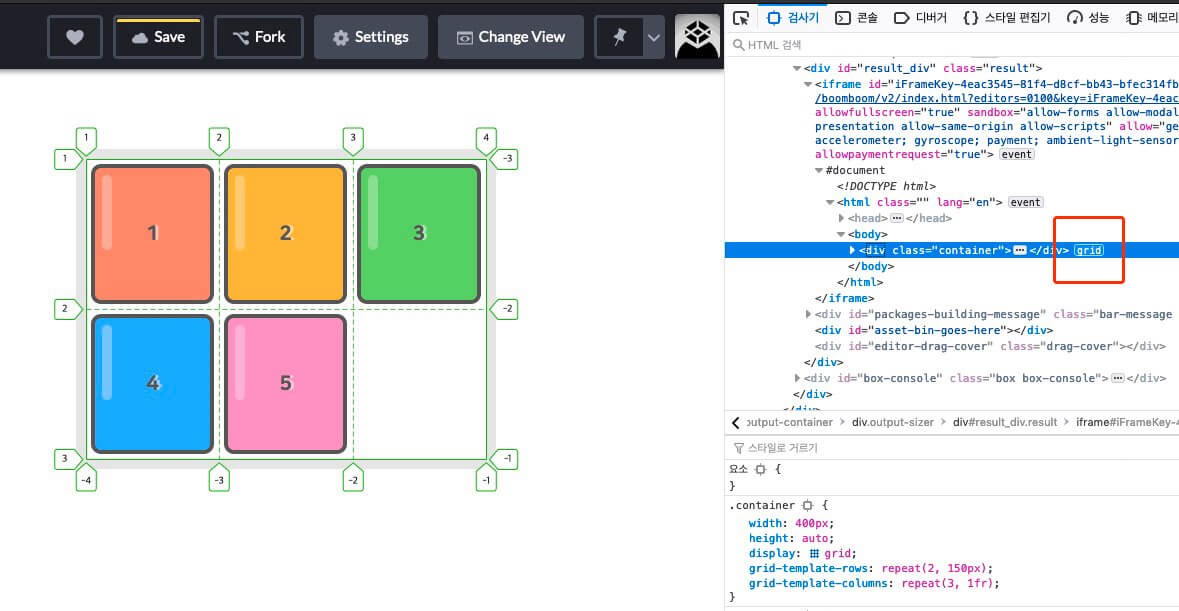 Save
Fork
Settings
Change View
검사기
콘솔
디버거
스타일 편집기
성능
메모리
HTML 검색
<div id="result_div" class="result">
<iframe id="iFrameKey-4eac3545-81f4-d8cf-bb43-bfec314fb
/boomboom/v2/index.html?editors=0100&key=iFrameKey-4eac
allowfullscreen="true" sandbox="allow-forms allow-modal
presentation allow-same-origin allow-scripts" allow="ge
accelerometer; gyroscope; payment; ambient-light-sensor
allowpaymentrequest="true"> event
#document
<!DOCTYPE html>
<html class="" lang="en"> event
<head>···</head>
<body>
<div class="container">···</div> grid
</body>
</html>
</iframe>
<div id="packages-building-message" class="bar-message
<div id="asset-bin-goes-here"></div>
<div id="editor-drag-cover" class="drag-cover"></div>
</div>
<div id="box-console" class="box box-console">···</div>
</div>
</div>
output-container > div.output-sizer > div#result_div.result > iframe#iFrameKey-4
스타일로 거르기
요소 {
}
.container {
width: 400px;
height: auto;
display: grid;
grid-template-rows: repeat(2, 150px);
grid-template-columns: repeat(3, 1fr);
}
1 2 3 4
1 -3
1 2 3
2 -2
4 5
3 -1
-4 -3 -2 -1